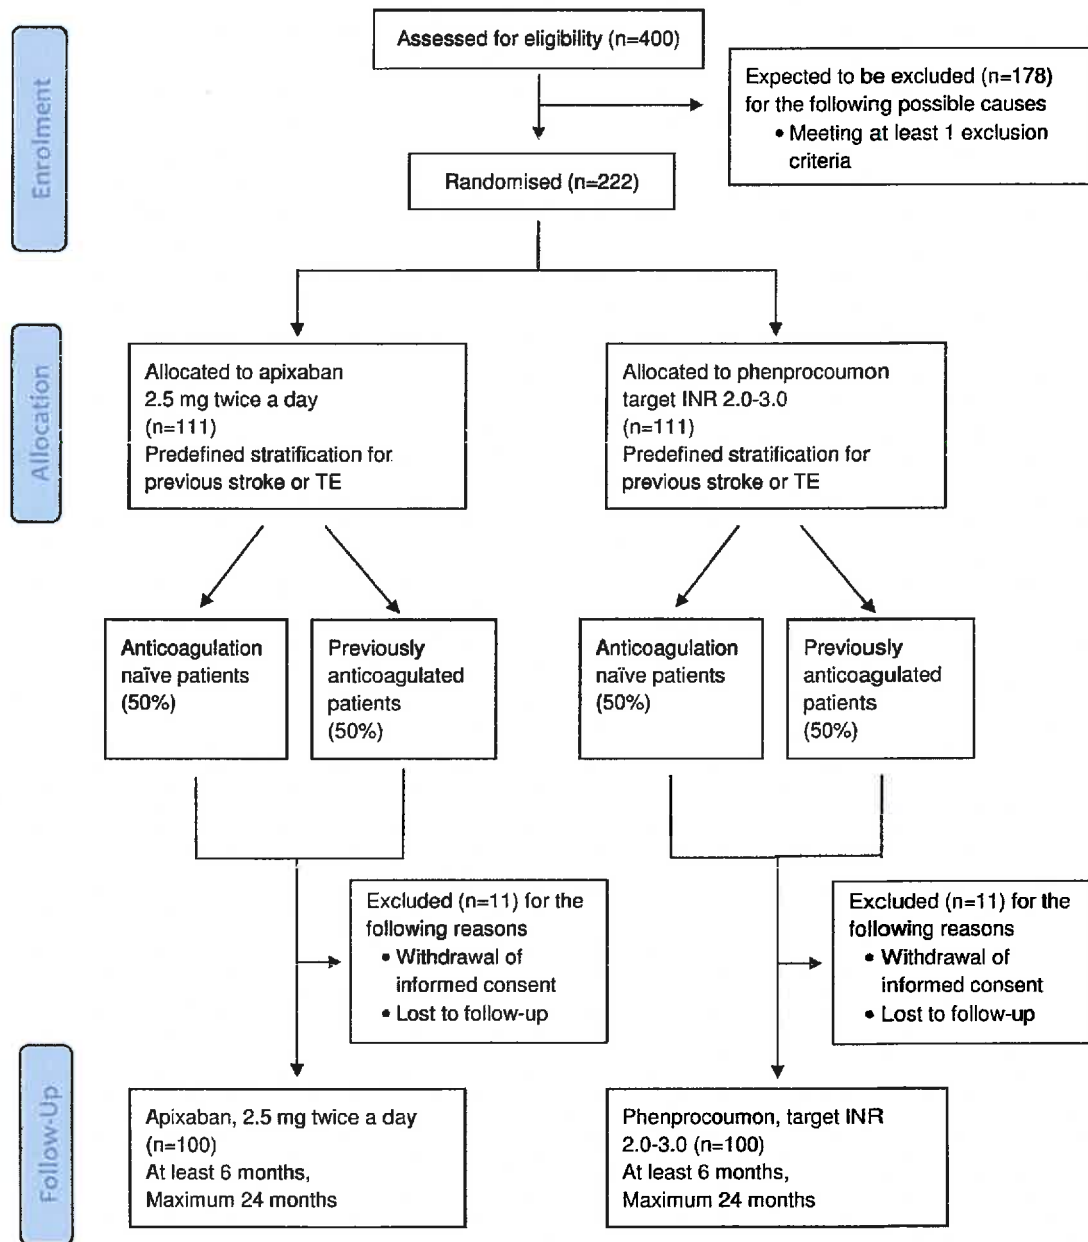 Enrolment
Assessed for eligibility (n=400)
Expected to be excluded (n=178)
for the following possible causes
• Meeting at least 1 exclusion
criteria
Randomised (n=222)
Allocation
Allocated to apixaban
2.5 mg twice a day
(n=111)
Predefined stratification for
previous stroke or TE
Allocated to phenprocoumon
target INR 2.0-3.0
(n=111)
Predefined stratification for
previous stroke or TE
Anticoagulation
naïve patients
(50%)
Previously
anticoagulated
patients
(50%)
Anticoagulation
naïve patients
(50%)
Previously
anticoagulated
patients
(50%)
Excluded (n=11) for the
following reasons
• Withdrawal of
informed consent
• Lost to follow-up
Excluded (n=11) for the
following reasons
• Withdrawal of
informed consent
• Lost to follow-up
Follow-Up
Apixaban, 2.5 mg twice a day
(n=100)
At least 6 months,
Maximum 24 months
Phenprocoumon, target INR
2.0-3.0 (n=100)
At least 6 months,
Maximum 24 months